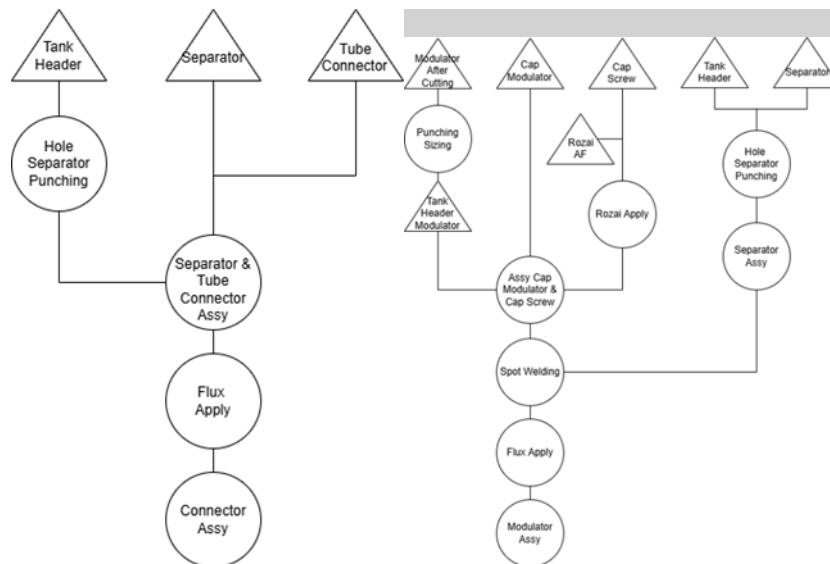 Tank
Header
Separator
Tube
Connector
Hole
Separator
Punching
Separator &
Tube
Connector
Assy
Flux
Apply
Connector
Assy
Modulator
After
Cutting
Cap
Modulator
Cap
Screw
Tank
Header
Separator
Punching
Sizing
Rozai
AF
Hole
Separator
Punching
Tank
Header
Modulator
Rozai Apply
Separator
Assy
Assy Cap
Modulator &
Cap Screw
Spot Welding
Flux Apply
Modulator
Assy